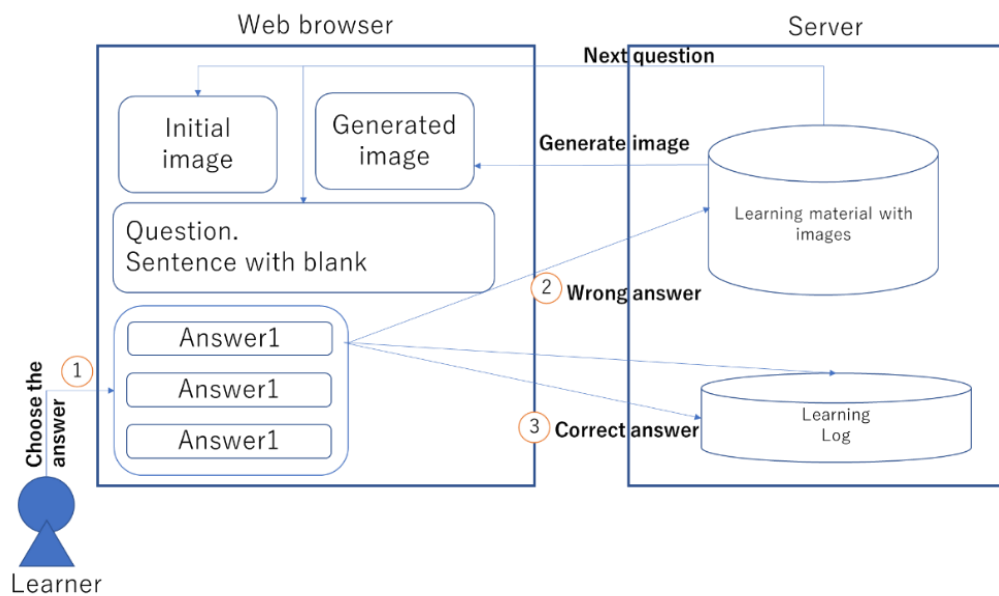 Web browser
Server
Next question
Initial
image
Generated
image
Generate image
Learning material with
images
Question.
Sentence with blank
2 Wrong answer
Answer1
1
Choose the
answer
Answer1
Answer1
3 Correct answer
Learning
Log
Learner